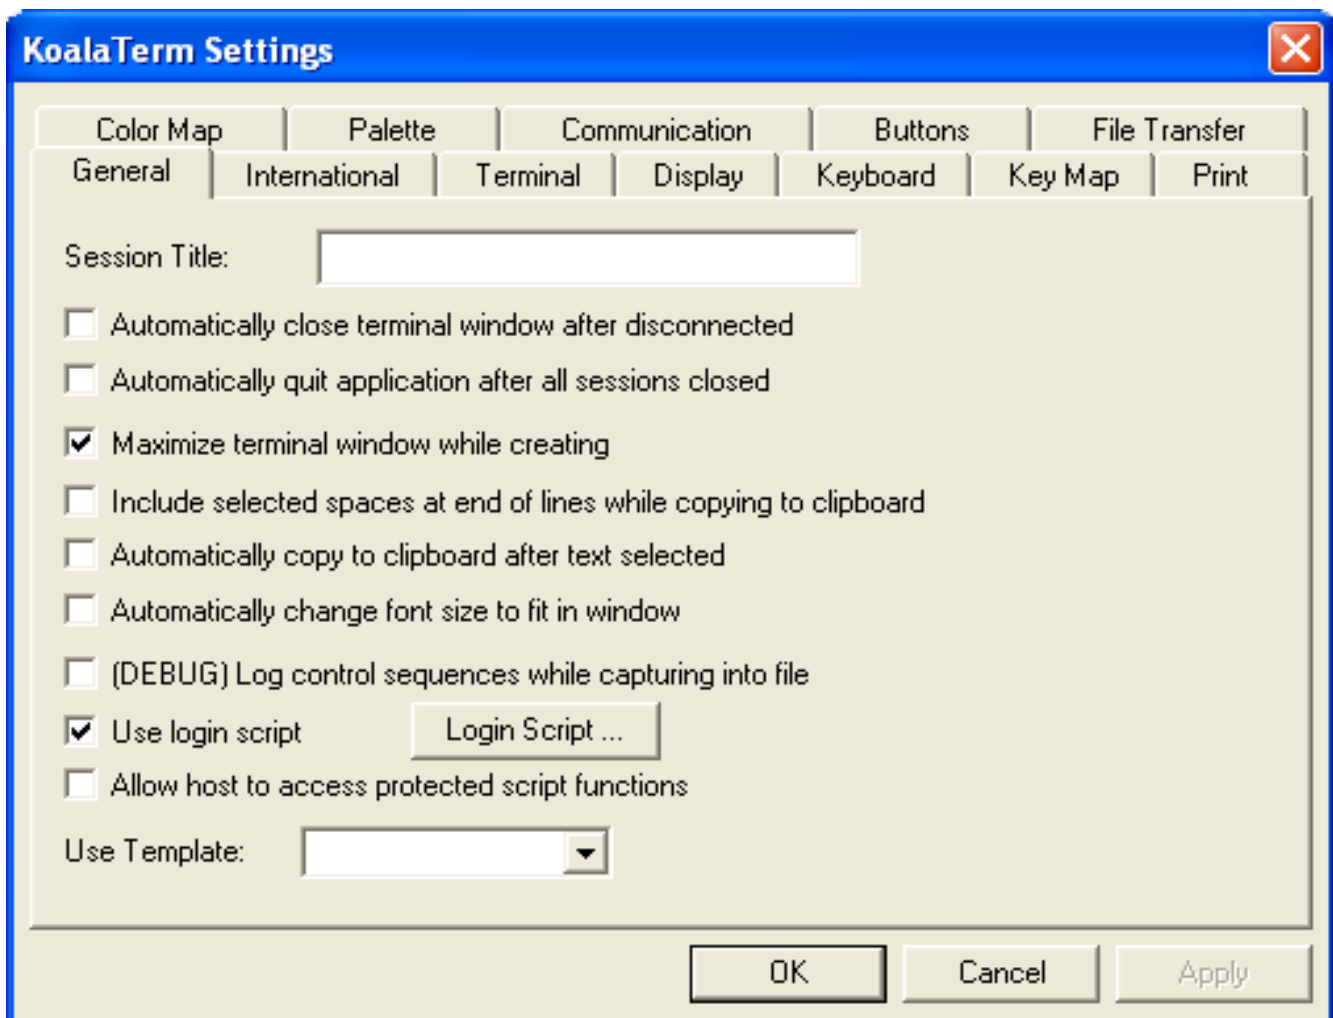 KoalaTerm Settings
Color Map Palette Communication Buttons File Transfer
General International Terminal Display Keyboard Key Map Print
Session Title:
Automatically close terminal window after disconnected
Automatically quit application after all sessions closed
Maximize terminal window while creating
Include selected spaces at end of lines while copying to clipboard
Automatically copy to clipboard after text selected
Automatically change font size to fit in window
(DEBUG) Log control sequences while capturing into file
Use login script Login Script ...
Allow host to access protected script functions
Use Template:
OK Cancel Apply